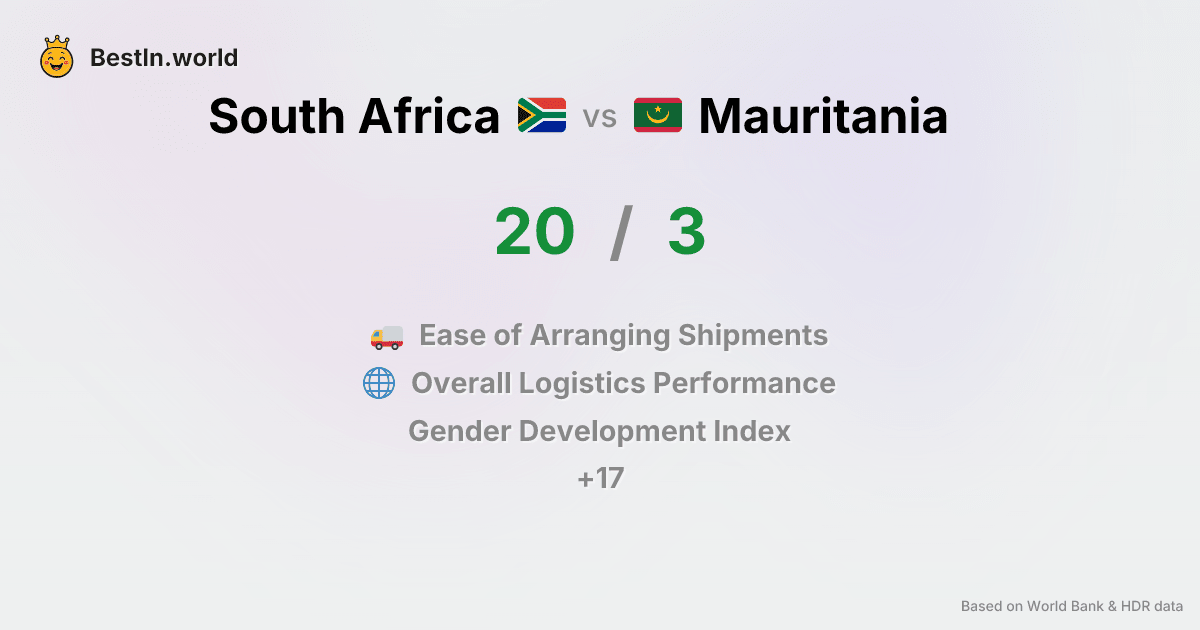 BestIn.world
South Africa vs Mauritania
20 / 3
Ease of Arranging Shipments
Overall Logistics Performance
Gender Development Index
+17
Based on World Bank & HDR data